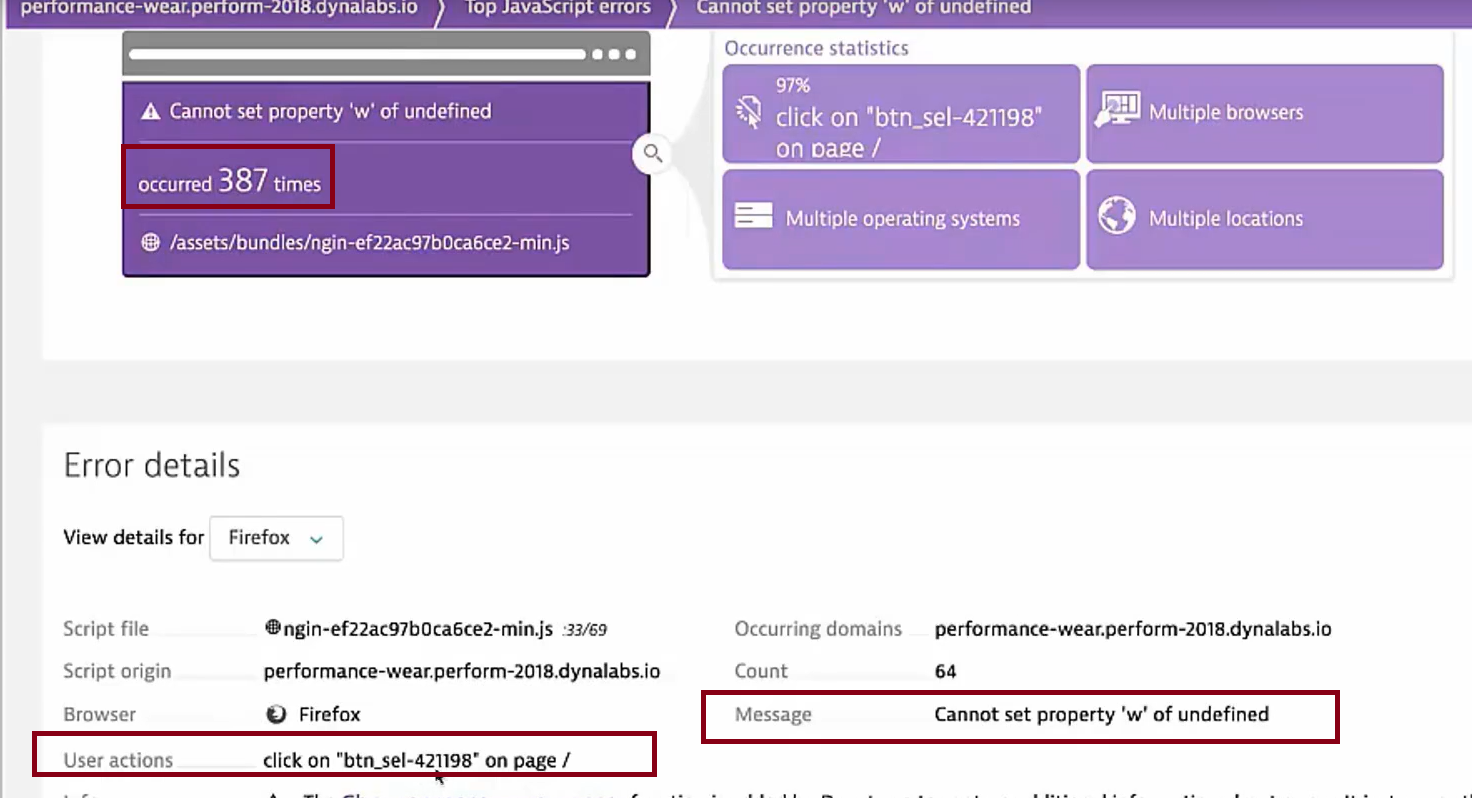 performance-wear.perform-2018.dynalabs.io Top JavaScript errors Cannot set property 'w' of undefined
Cannot set property 'w' of undefined
occurred 387 times
/assets/bundles/ngin-ef22ac97b0ca6ce2-min.js
Occurrence statistics
97%
click on "btn_sel-421198"
on page /
Multiple browsers
Multiple operating systems
Multiple locations
Error details
View details for Firefox
Script file ngin-ef22ac97b0ca6ce2-min.js :33/69
Script origin performance-wear.perform-2018.dynalabs.io
Browser Firefox
User actions click on "btn_sel-421198" on page /
Occurring domains performance-wear.perform-2018.dynalabs.io
Count 64
Message Cannot set property 'w' of undefined